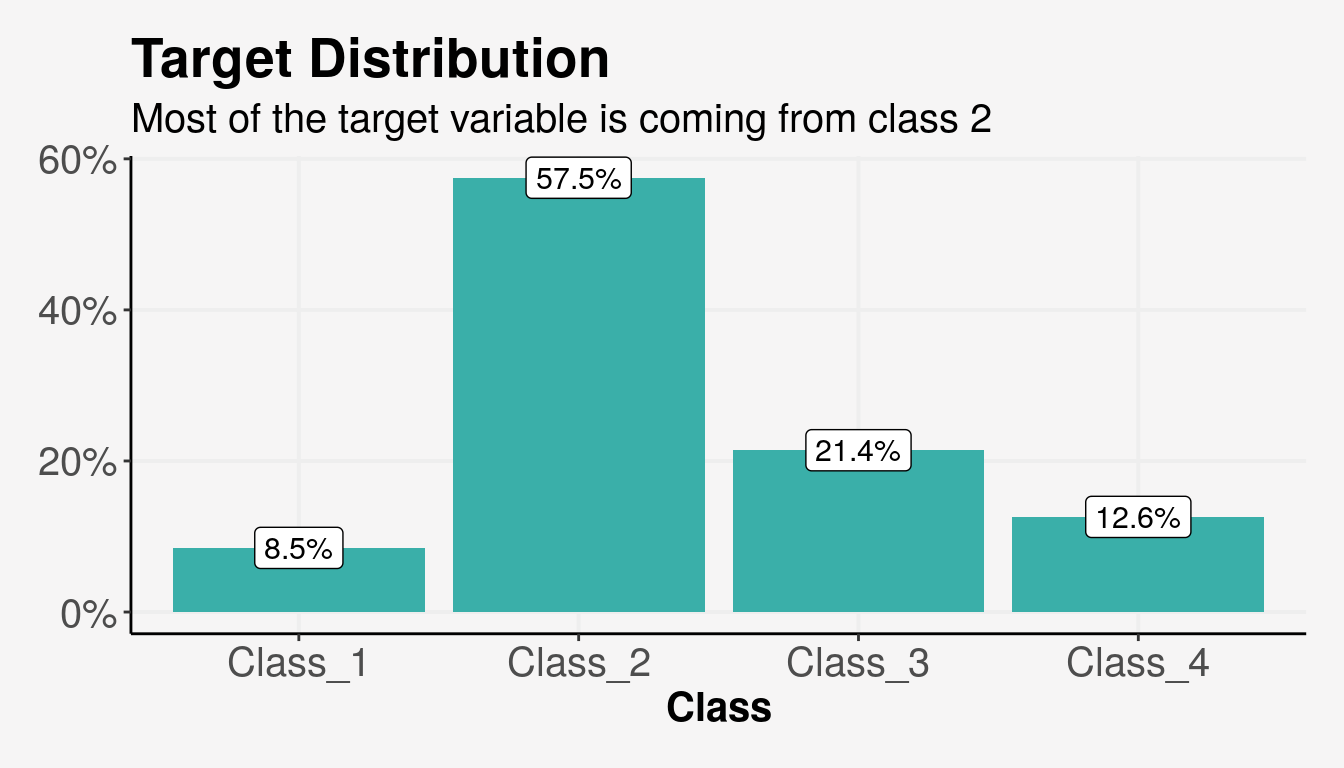 Target Distribution
Most of the target variable is coming from class 2
60%
40%
20%
0%
57.5%
21.4%
12.6%
8.5%
Class_1 Class_2 Class_3 Class_4
Class